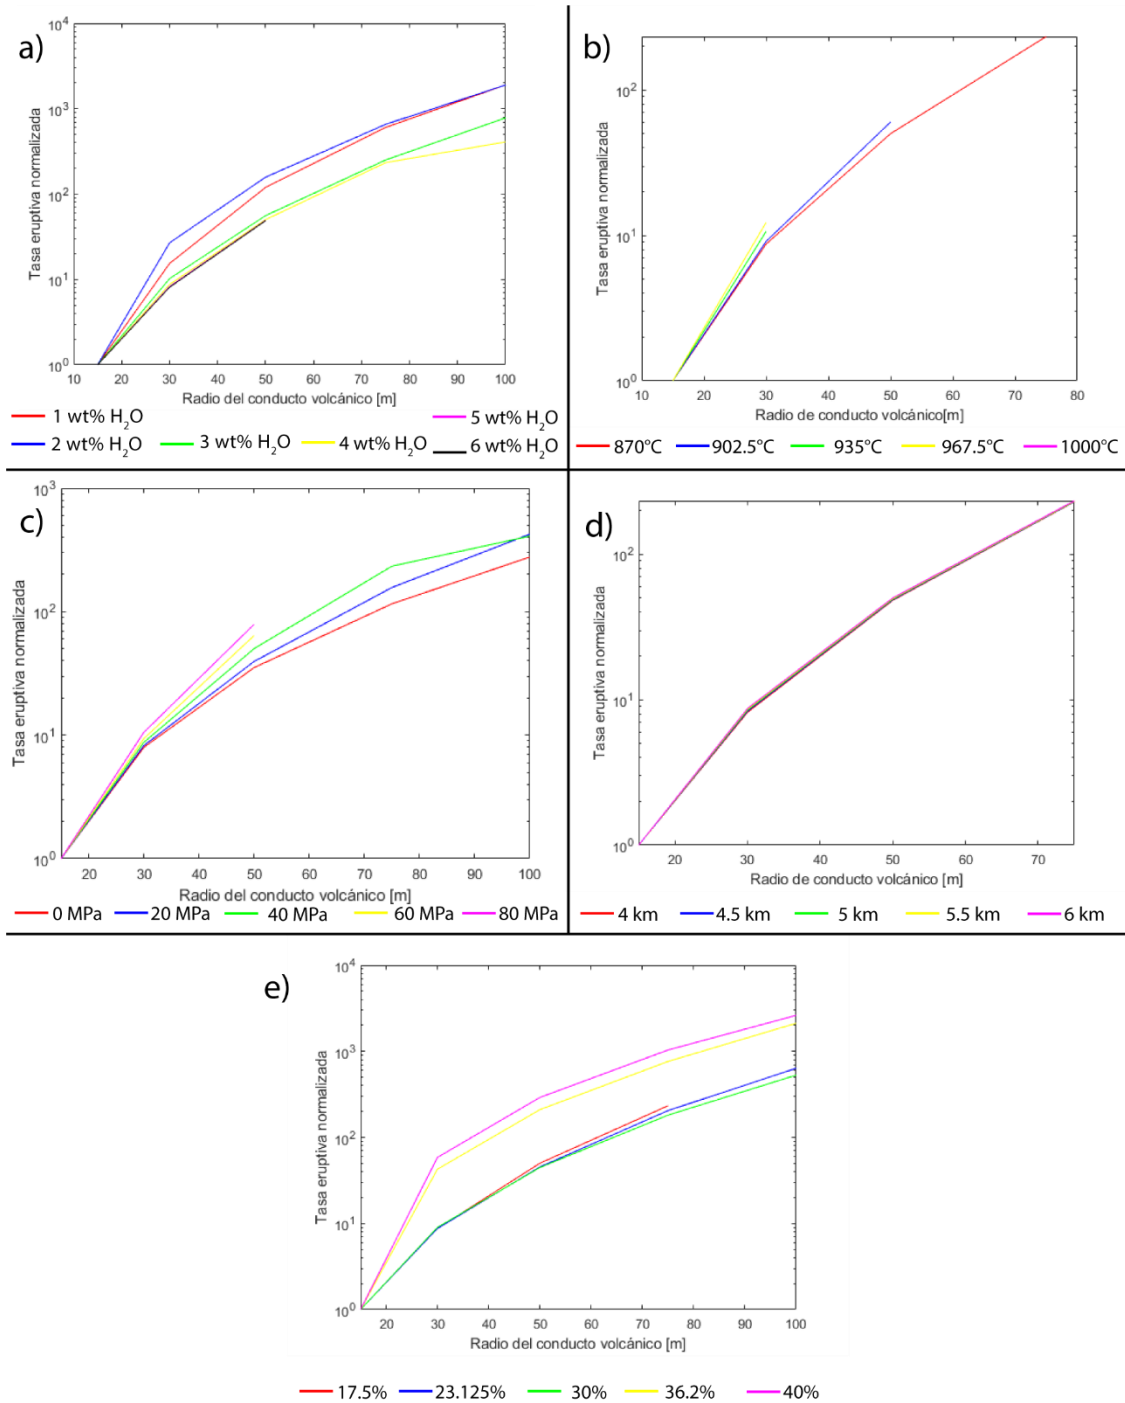 a)
10^4
10^3
10^2
10^1
10^0
Tasa eruptiva normalizada
10 20 30 40 50 60 70 80 90 100
Radio del conducto volcánico [m]
1 wt% H₂O
5 wt% H₂O
2 wt% H₂O
3 wt% H₂O
4 wt% H₂O
6 wt% H₂O
b)
10^2
10^1
10^0
Tasa eruptiva normalizada
10 20 30 40 50 60 70 80
Radio de conducto volcánico[m]
870°C 902.5°C 935°C 967.5°C 1000°C
c)
10^3
10^2
10^1
10^0
Tasa eruptiva normalizada
20 30 40 50 60 70 80 90 100
Radio del conducto volcánico [m]
0 MPa 20 MPa 40 MPa 60 MPa 80 MPa
d)
10^2
10^1
10^0
Tasa eruptiva normalizada
20 30 40 50 60 70
Radio de conducto volcánico [m]
4 km 4.5 km 5 km 5.5 km 6 km
e)
10^4
10^3
10^2
10^1
10^0
Tasa eruptiva normalizada
20 30 40 50 60 70 80 90 100
Radio del conducto volcánico [m]
17.5% 23.125% 30% 36.2% 40%